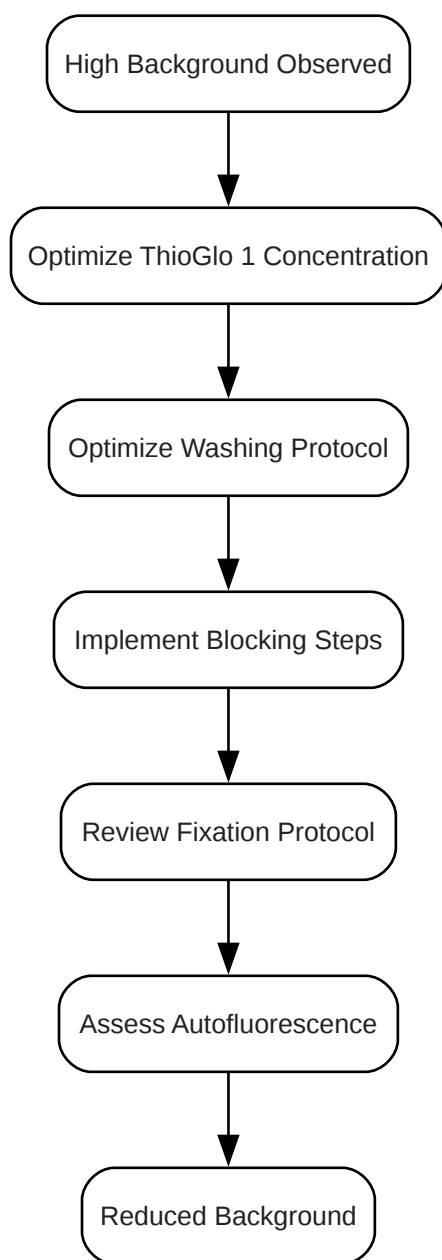 High Background Observed
Optimize ThioGlo 1 Concentration
Optimize Washing Protocol
Implement Blocking Steps
Review Fixation Protocol
Assess Autofluorescence
Reduced Background